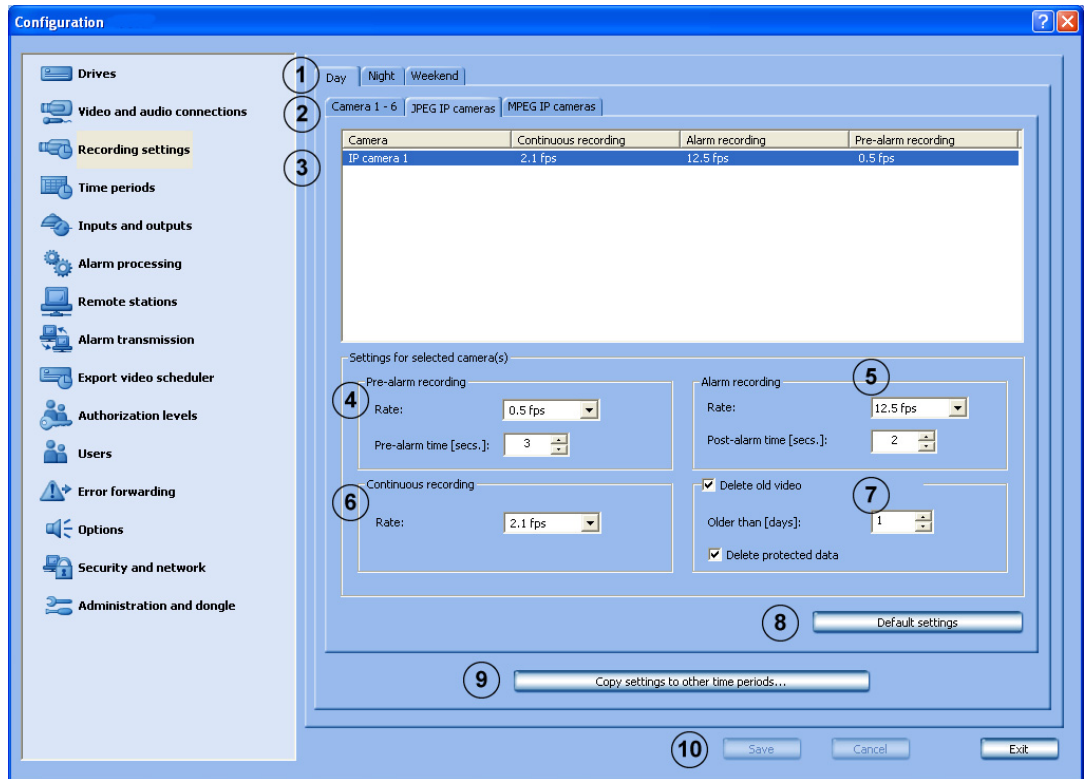 Configuration
Drives
Video and audio connections
Recording settings
Time periods
Inputs and outputs
Alarm processing
Remote stations
Alarm transmission
Export video scheduler
Authorization levels
Users
Error forwarding
Options
Security and network
Administration and dongle
1 Day Night Weekend
2 Camera 1 - 6 JPEG IP cameras MPEG IP cameras
Camera Continuous recording Alarm recording Pre-alarm recording
3 IP camera 1 2.1 fps 12.5 fps 0.5 fps
Settings for selected camera(s)
Pre-alarm recording
4 Rate: 0.5 fps
Pre-alarm time [secs.]: 3
Alarm recording 5
Rate: 12.5 fps
Post-alarm time [secs.]: 2
Continuous recording
6 Rate: 2.1 fps
Delete old video 7
Older than [days]: 1
Delete protected data
8 Default settings
9 Copy settings to other time periods...
10 Save Cancel Exit